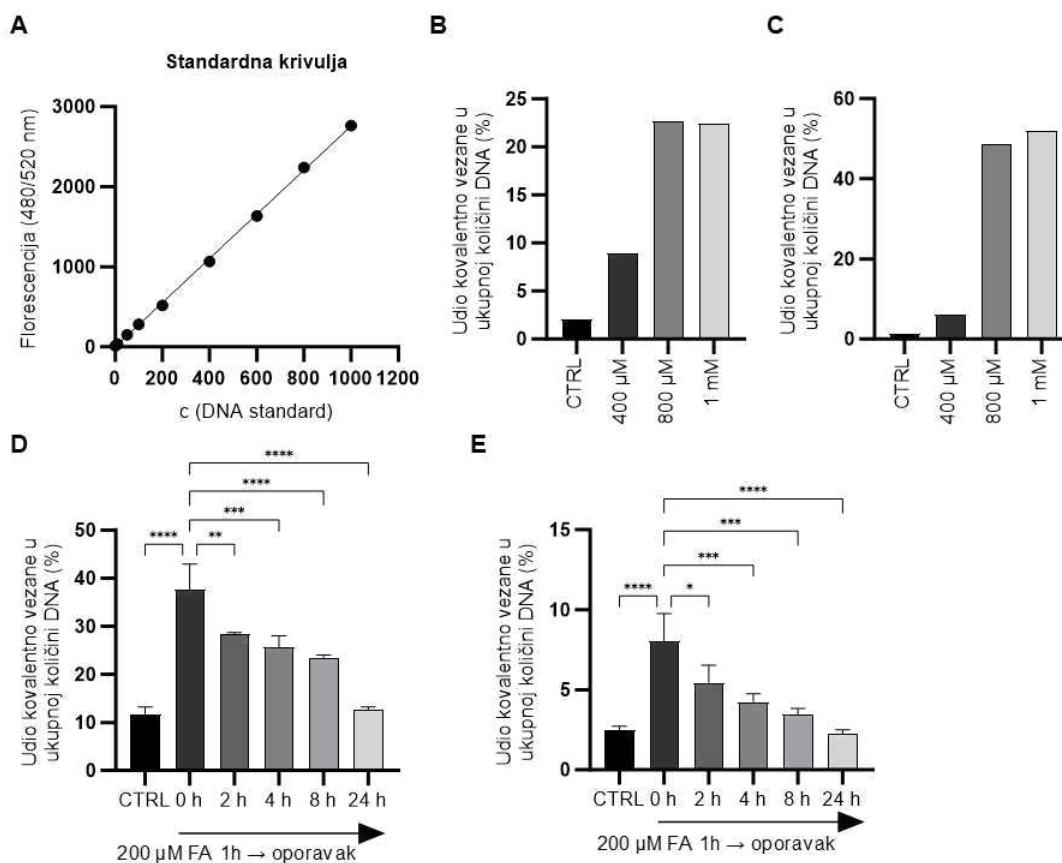 A
Standardna krivulja
Florescencija (480/520 nm)
3000
2000
1000
0
0 200 400 600 800 1000 1200
c (DNA standard)
B
Udio kovalentno vezane u
ukupnoj količini DNA (%)
25
20
15
10
5
0
CTRL
400 µM
800 µM
1 mM
C
Udio kovalentno vezane u
ukupnoj količini DNA (%)
60
40
20
0
CTRL
400 µM
800 µM
1 mM
D
Udio kovalentno vezane u
ukupnoj količini DNA (%)
50
40
30
20
10
0
****
****
***
**** **
CTRL 0 h 2 h 4 h 8 h 24 h
200 µM FA 1h → oporavak
E
Udio kovalentno vezane u
ukupnoj količini DNA (%)
15
10
5
0
****
***
***
**** *
CTRL 0 h 2 h 4 h 8 h 24 h
200 µM FA 1h → oporavak